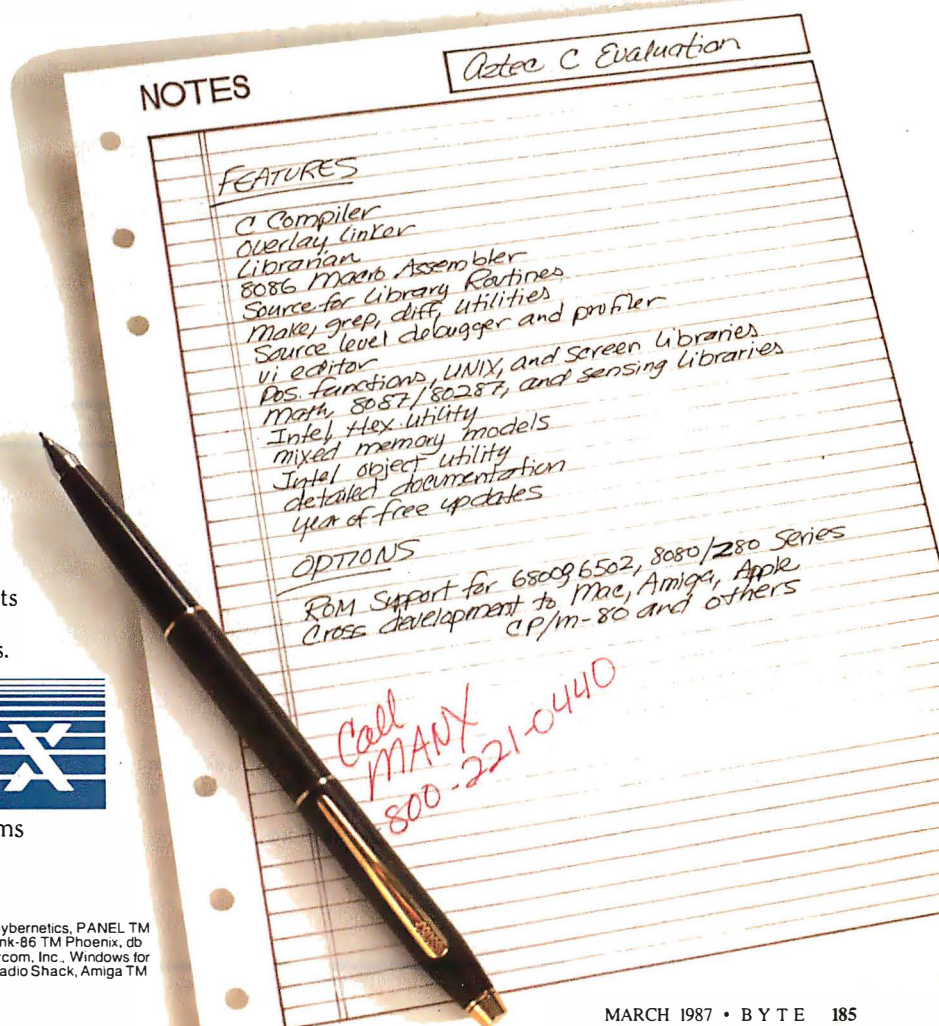 NOTES
Aztec C Evaluation
FEATURES
C Compiler
Overlay Linker
Librarian
8086 Macro Assembler
Source for Library Routines
Make, grep, diff, utilities
Source level debugger and profiler
vi editor
Dos functions, UNIX, and screen Libraries
Math, 8087/80287, and sensing Libraries
Intel Hex utility
mixed memory models
Intel object utility
detailed documentation
year of free updates
OPTIONS
ROM Support for 6800, 6502, 8080/Z80 Series
Cross development to, Mac, Amiga, Apple
CP/m-80 and others
Call
MANX
800-221-0440
ts
s.
X
ms
ybernetics, PANEL TM
nk-86 TM Phoenix, db
rcom, Inc., Windows for
adio Shack, Amiga TM
MARCH 1987 • BYTE 185